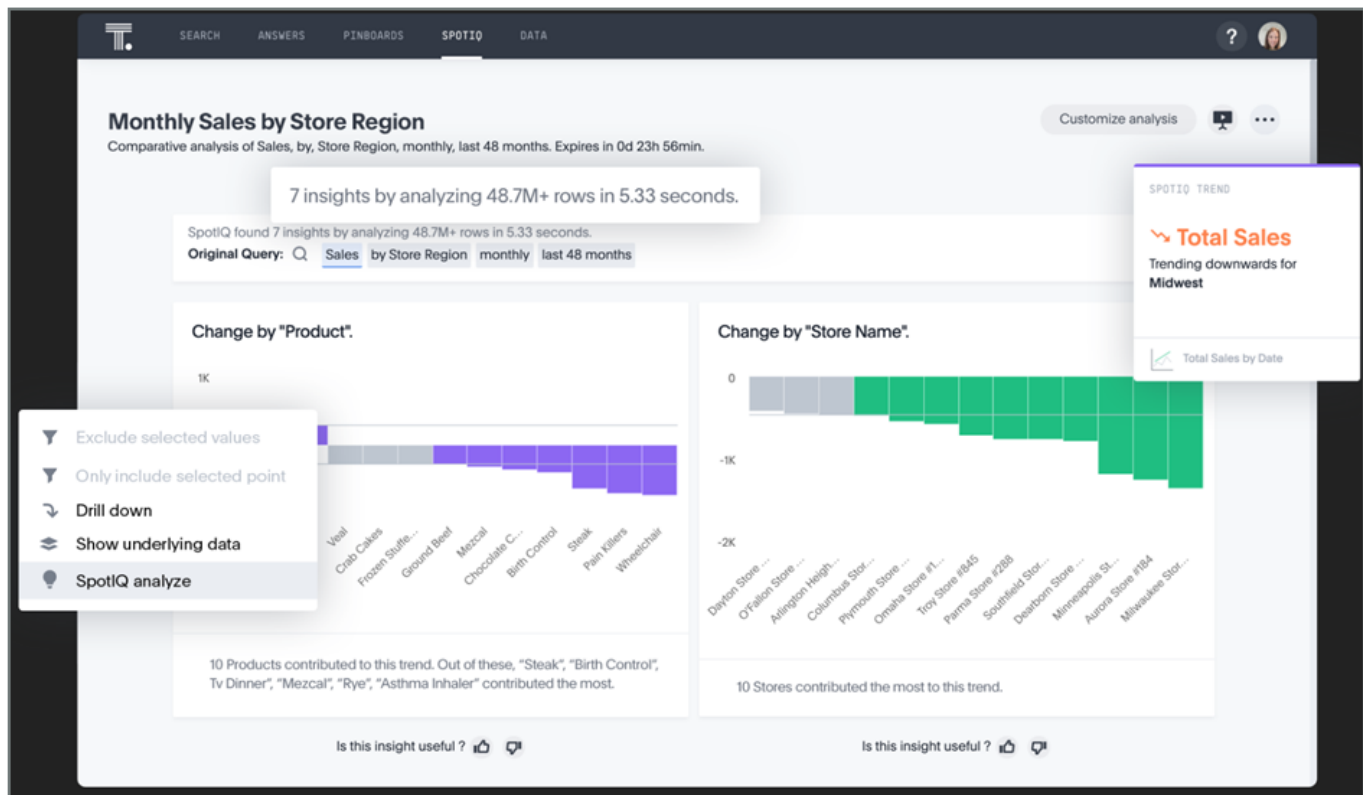 SEARCH ANSWERS PINBOARDS SPOTIQ DATA ?
Monthly Sales by Store Region
Customize analysis
Comparative analysis of Sales, by, Store Region, monthly, last 48 months. Expires in 0d 23h 56min.
7 insights by analyzing 48.7M+ rows in 5.33 seconds.
SPOTIQ TREND
Total Sales
Trending downwards for
Midwest
Total Sales by Date
SpotIQ found 7 insights by analyzing 48.7M+ rows in 5.33 seconds.
Original Query: Sales by Store Region monthly last 48 months
Change by "Product".
1K
Exclude selected values
Only include selected point
Drill down
Show underlying data
SpotIQ analyze
Veal
Crab Cakes
Frozen Stuffe...
Ground Beef
Mezcal
Chocolate C...
Birth Control
Steak
Pain Killers
Wheelchair
10 Products contributed to this trend. Out of these, “Steak”, “Birth Control”,
Tv Dinner”, “Mezcal”, “Rye”, “Asthma Inhaler” contributed the most.
Is this insight useful ?
Change by "Store Name".
0
-1K
-2K
Dayton Store ...
O'Fallon Store ...
Arlington Heigh...
Columbus Stor...
Plymouth Store ...
Omaha Store #1...
Troy Store #845
Parma Store #288
Southfield Stor...
Dearborn Store...
Minneapolis St...
Aurora Store #184
Milwaukee Stor...
10 Stores contributed the most to this trend.
Is this insight useful ?